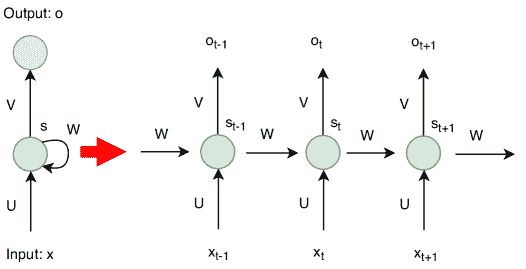 Output: o
o_{t-1} o_t o_{t+1}
V V V V
s W s_{t-1} s_t s_{t+1}
W W W W
U U U U
Input: x x_{t-1} x_t x_{t+1}